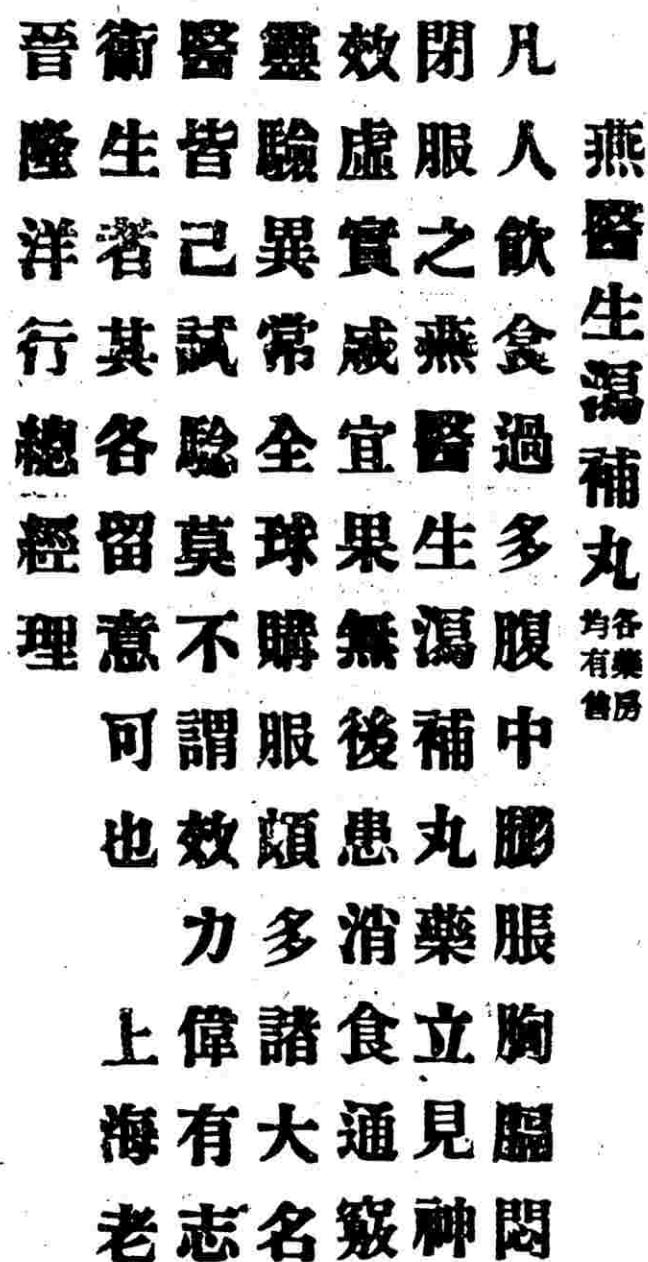 燕醫生瀉補丸
各藥房
均有售
凡人飲食過多腹中膨脹胸膈悶
閉服之燕醫生瀉補丸藥立見神
效虛實咸宜果無後患消食通竅
靈驗異常全球購服頗多諸大名
醫皆己試騐莫不謂效力偉有志
衛生者其各留意可也 上海老
晉隆洋行總經理